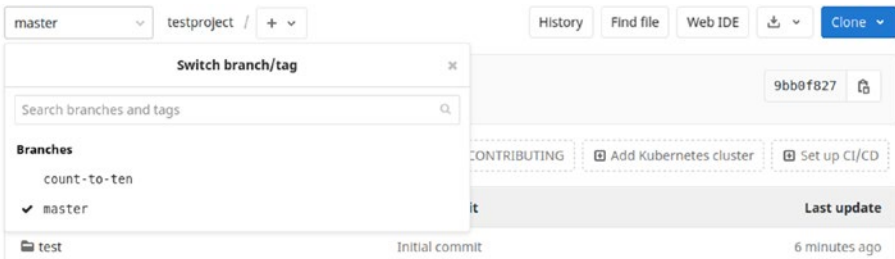 master testproject / + History Find file Web IDE Clone
Switch branch/tag
9bb0f827
Search branches and tags
Branches
CONTRIBUTING Add Kubernetes cluster Set up CI/CD
count-to-ten
master
it Last update
test Initial commit 6 minutes ago